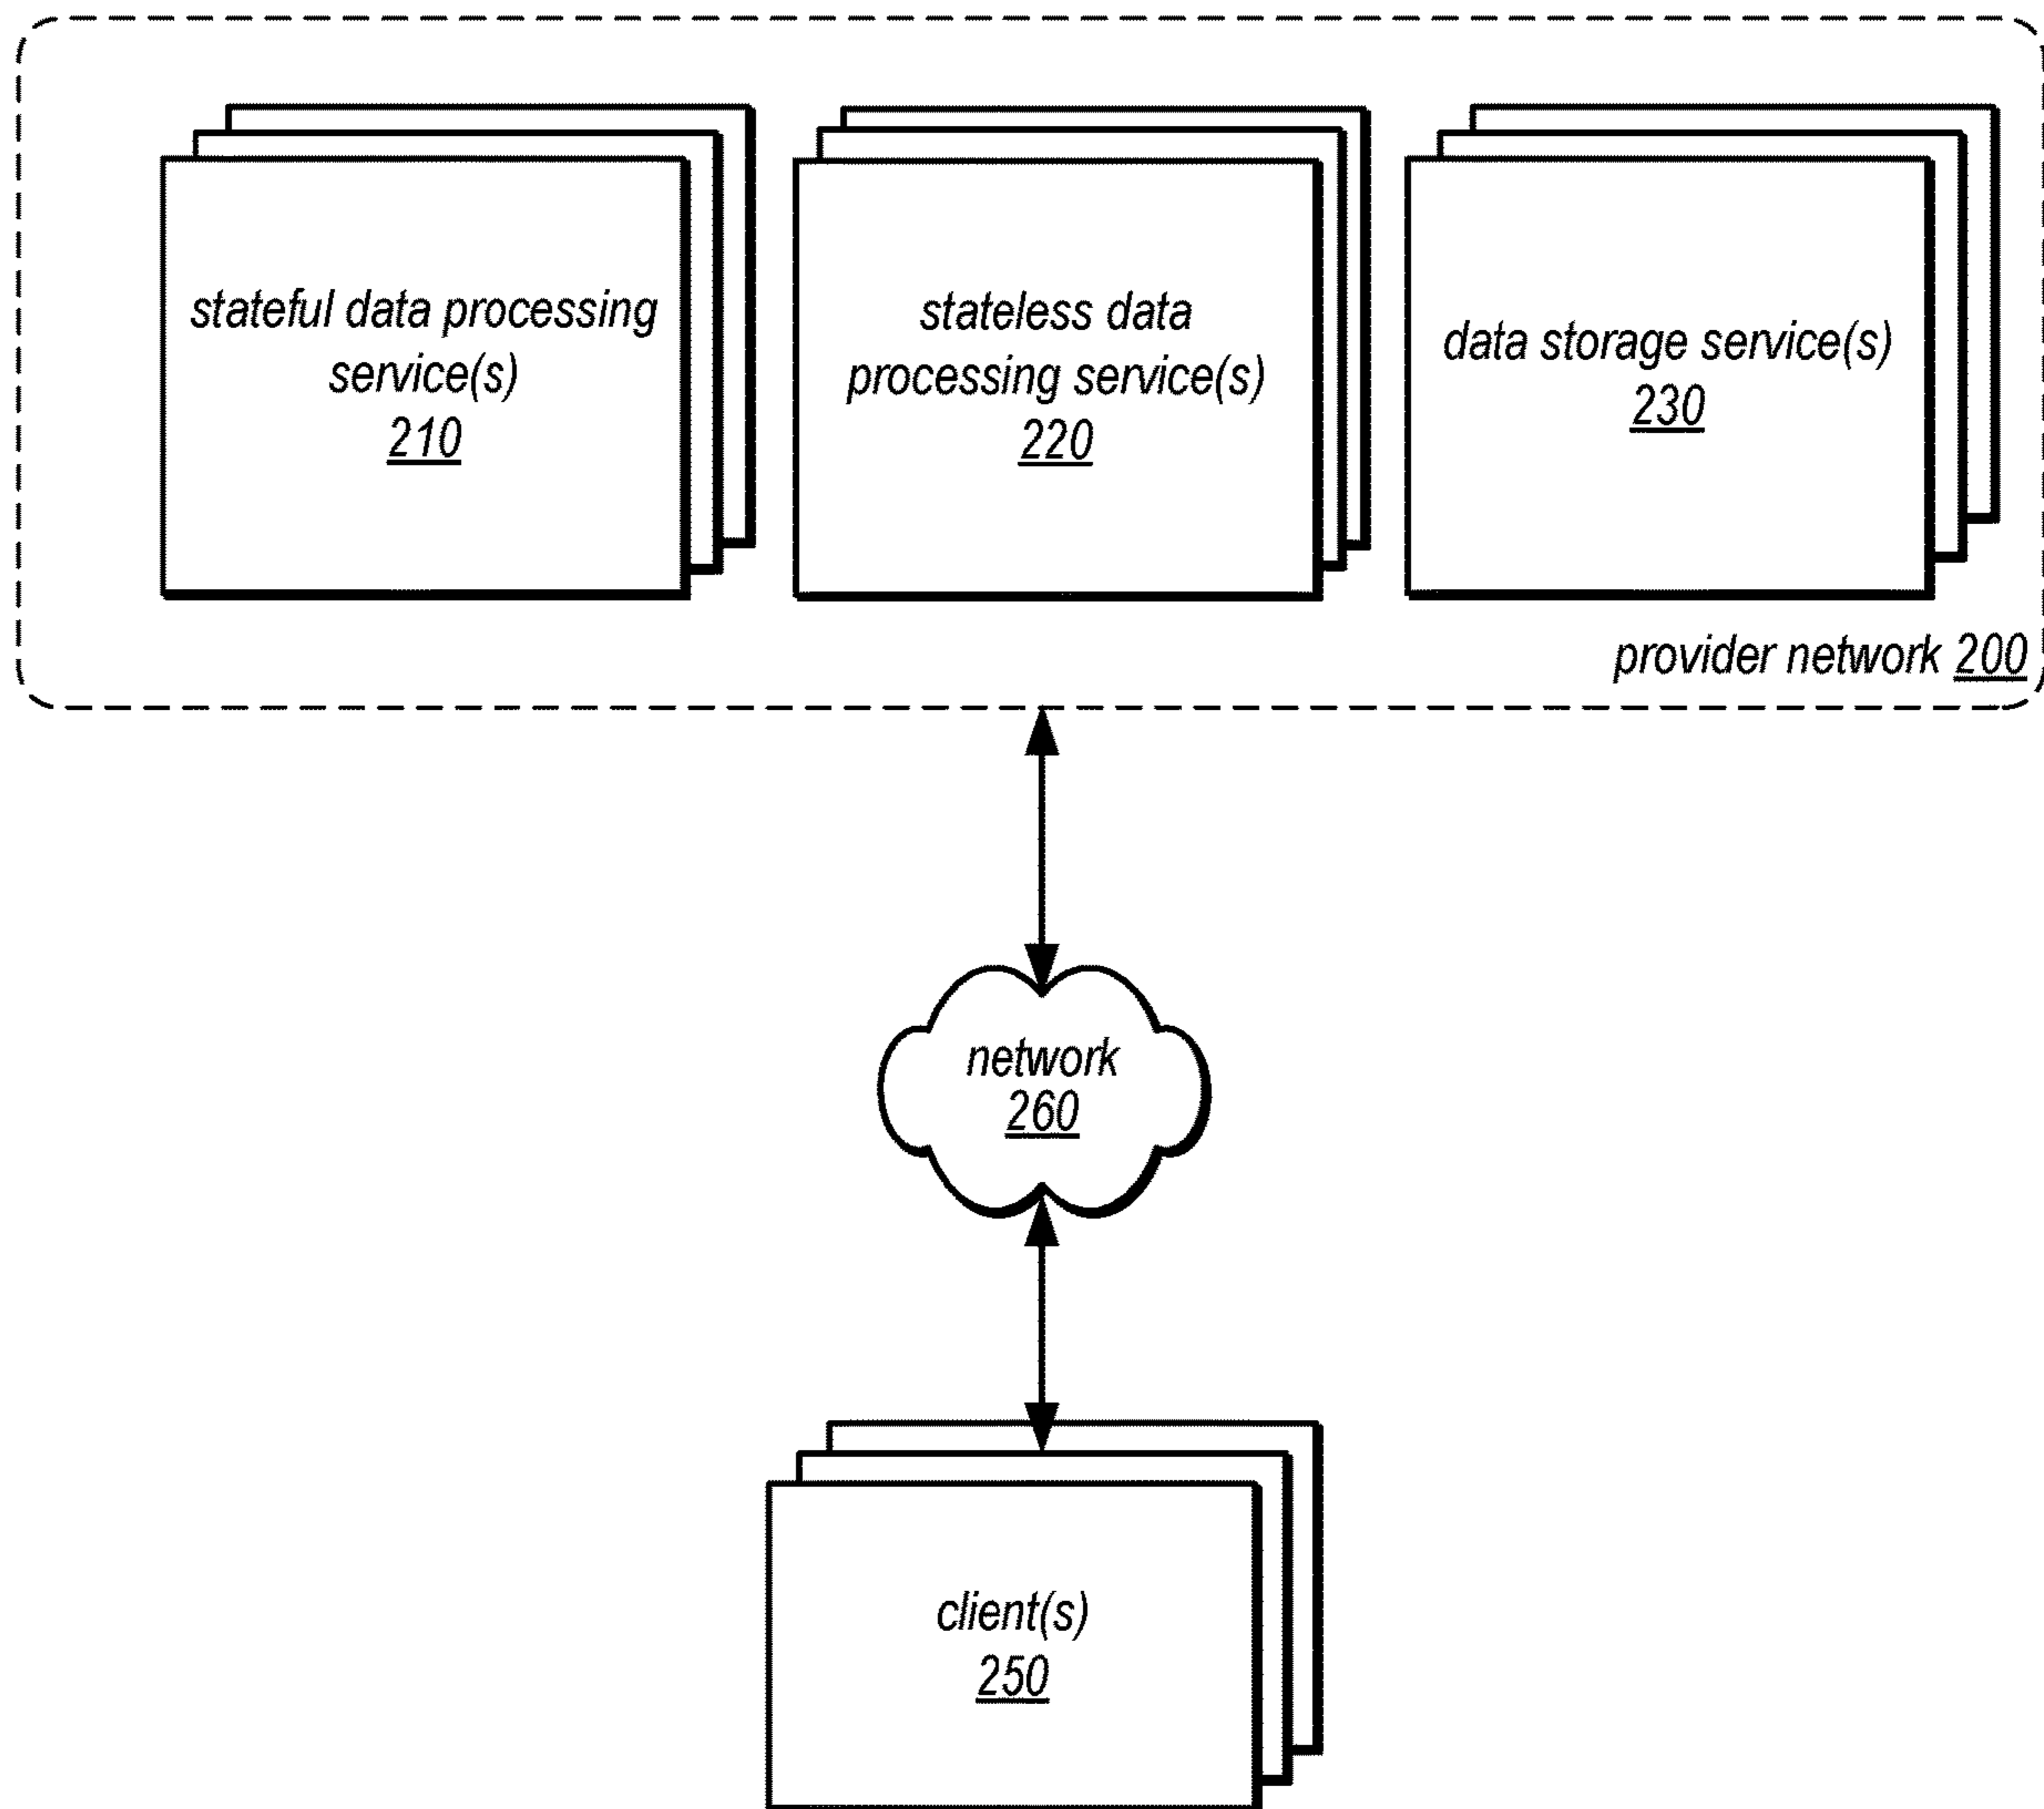 stateful data processing
service(s)
210
stateless data
processing service(s)
220
data storage service(s)
230
provider network 200
network
260
client(s)
250